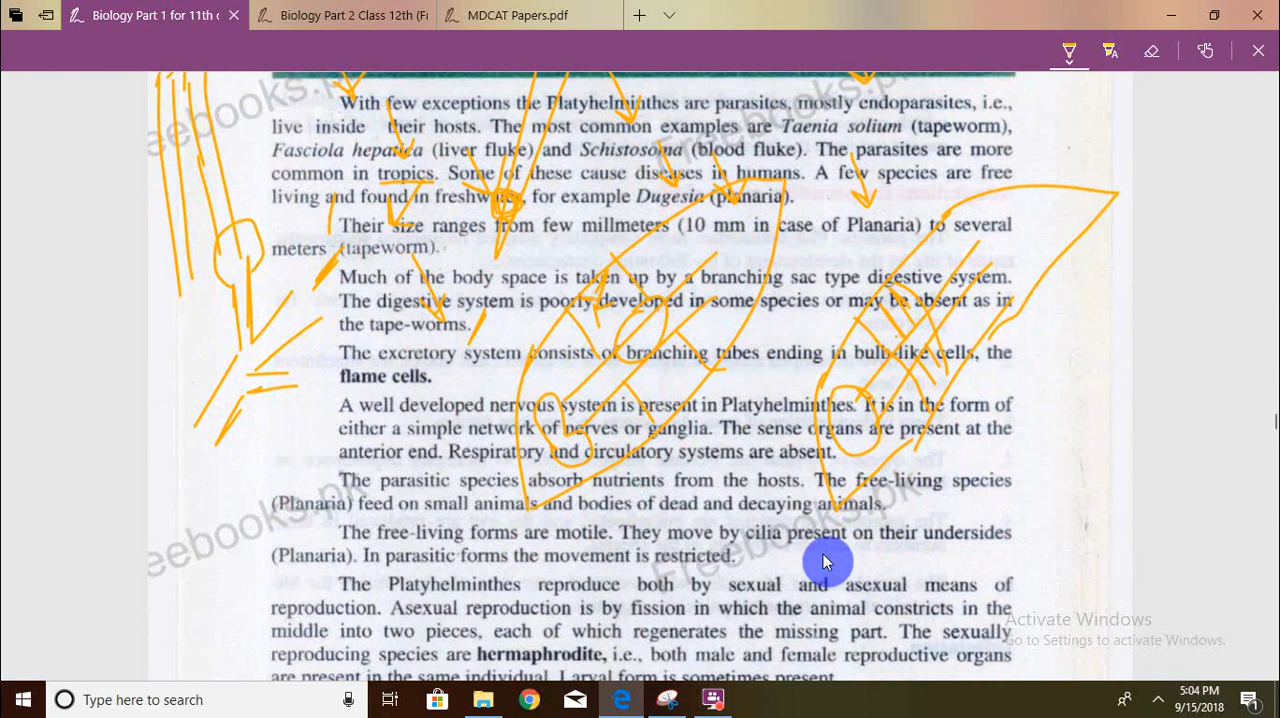 Biology Part 1 for 11th c
Biology Part 2 Class 12th (Fr
MDCAT Papers.pdf
With few exceptions the Platyhelminthes are parasites, mostly endoparasites, i.e.,
live inside their hosts. The most common examples are Taenia solium (tapeworm),
Fasciola hepatica (liver fluke) and Schistosoma (blood fluke). The parasites are more
common in tropics. Some of these cause diseases in humans. A few species are free
living and found in freshwater, for example Dugesia (planaria).
Their size ranges from few millmeters (10 mm in case of Planaria) to several
meters (tapeworm).
Much of the body space is taken up by a branching sac type digestive system.
The digestive system is poorly developed in some species or may be absent as in
the tape-worms.
The excretory system consists of branching tubes ending in bulb-like cells, the
flame cells.
A well developed nervous system is present in Platyhelminthes. It is in the form of
either a simple network of nerves or ganglia. The sense organs are present at the
anterior end. Respiratory and circulatory systems are absent.
The parasitic species absorb nutrients from the hosts. The free-living species
(Planaria) feed on small animals and bodies of dead and decaying animals.
The free-living forms are motile. They move by cilia present on their undersides
(Planaria). In parasitic forms the movement is restricted.
The Platyhelminthes reproduce both by sexual and asexual means of
reproduction. Asexual reproduction is by fission in which the animal constricts in the
middle into two pieces, each of which regenerates the missing part. The sexually
reproducing species are hermaphrodite, i.e., both male and female reproductive organs
are present in the same individual. Larval form is sometimes present.
Freebooks.pk
Activate Windows
Go to Settings to activate Windows.
Type here to search
5:04 PM
9/15/2018